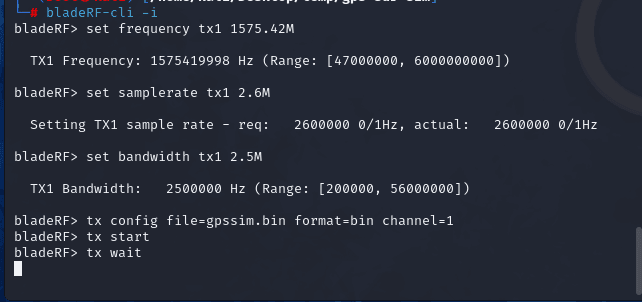 # bladeRF-cli -i
bladeRF> set frequency tx1 1575.42M
TX1 Frequency: 1575419998 Hz (Range: [47000000, 6000000000])
bladeRF> set samplerate tx1 2.6M
Setting TX1 sample rate - req: 2600000 0/1Hz, actual: 2600000 0/1Hz
bladeRF> set bandwidth tx1 2.5M
TX1 Bandwidth: 2500000 Hz (Range: [200000, 56000000])
bladeRF> tx config file=gpssim.bin format=bin channel=1
bladeRF> tx start
bladeRF> tx wait